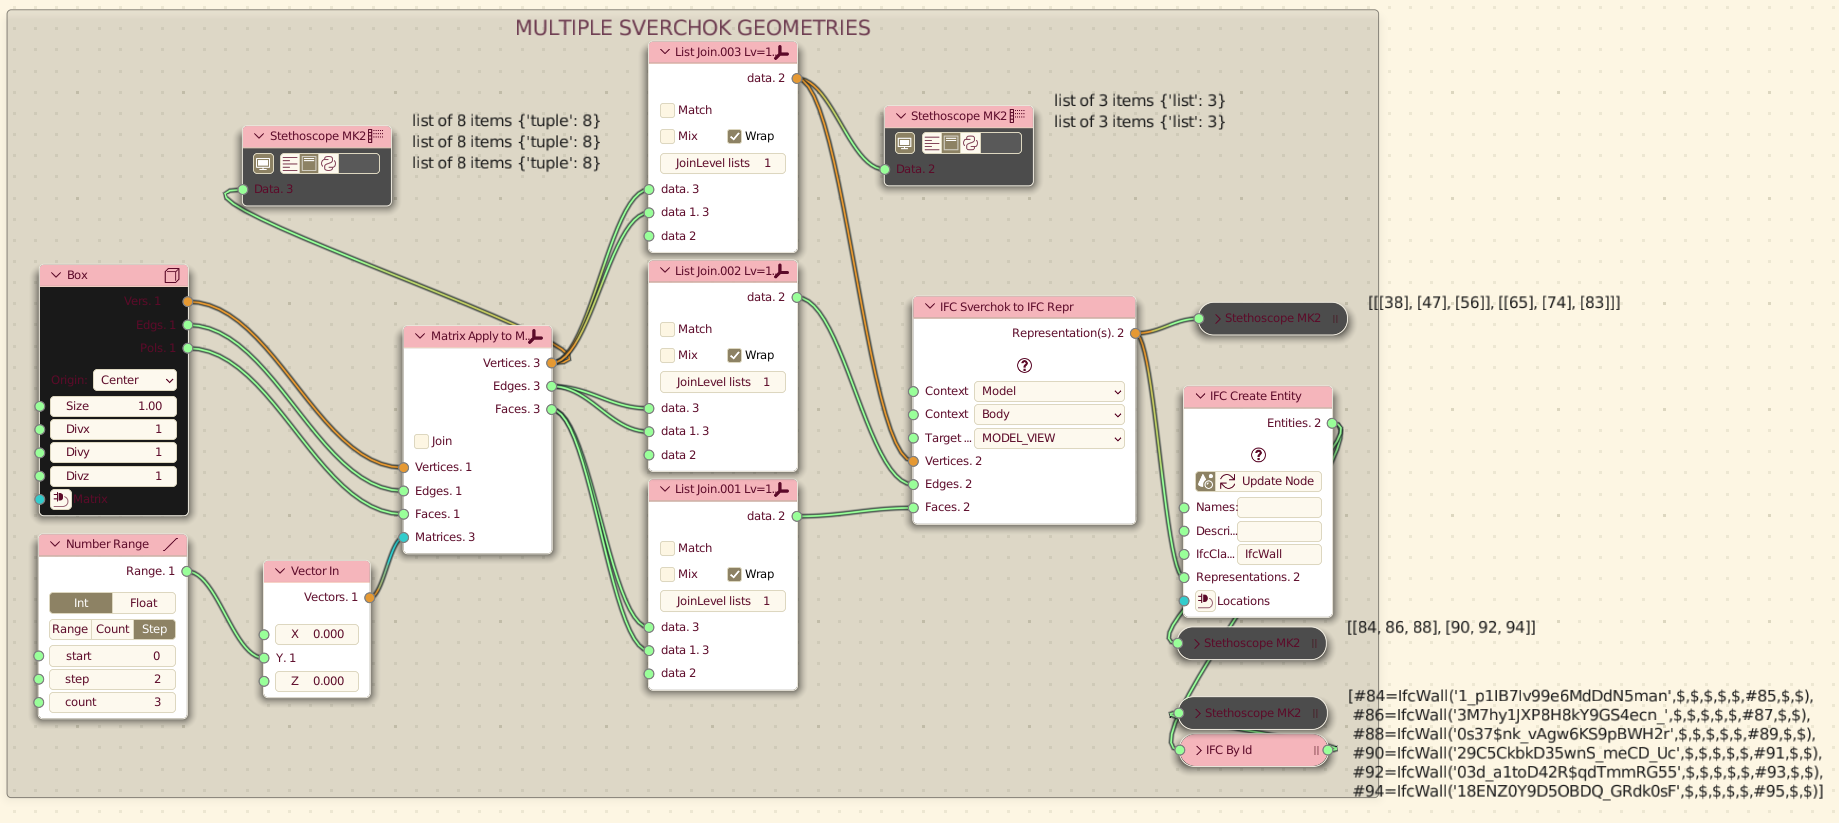 MULTIPLE SVERCHOK GEOMETRIES
List Join.003 Lv=1.
data. 2
Match
Mix
Wrap
JoinLevel lists 1
data. 3
data 1. 3
data 2
Stethoscope MK2
Data. 3
list of 8 items {'tuple': 8}
list of 8 items {'tuple': 8}
list of 8 items {'tuple': 8}
Stethoscope MK2
Data. 2
list of 3 items {'list': 3}
list of 3 items {'list': 3}
Box
Vers. 1
Edgs. 1
Pols. 1
Origin
Center
Size 1.00
Divx 1
Divy 1
Divz 1
Matrix
Matrix Apply to M..
Vertices. 3
Edges. 3
Faces. 3
Join
Vertices. 1
Edges. 1
Faces. 1
Matrices. 3
List Join.002 Lv=1.
data. 2
Match
Mix
Wrap
JoinLevel lists 1
data. 3
data 1. 3
data 2
List Join.001 Lv=1.
data. 2
Match
Mix
Wrap
JoinLevel lists 1
data. 3
data 1. 3
data 2
Number Range
Range. 1
Int Float
Range Count Step
start 0
step 2
count 3
Vector In
Vectors. 1
X 0.000
Y. 1
Z 0.000
IFC Sverchok to IFC Repr
Representation(s). 2
Context Model
Context Body
Target ... MODEL_VIEW
Vertices. 2
Edges. 2
Faces. 2
Stethoscope MK2
[[[38], [47], [56]], [[65], [74], [83]]]
IFC Create Entity
Entities. 2
Update Node
Names:
Descri...
IfcCla... IfcWall
Representations. 2
Locations
Stethoscope MK2
[[84, 86, 88], [90, 92, 94]]
Stethoscope MK2
IFC By Id
[#84=IfcWall('1_p1IB7lv99e6MdDdN5man',$,$,$,$,$,#85,$,$),
#86=IfcWall('3M7hy1JXP8H8kY9GS4ecn_',$,$,$,$,$,#87,$,$),
#88=IfcWall('0s37$nk_vAgw6KS9pBWH2r',$,$,$,$,$,#89,$,$),
#90=IfcWall('29C5CkbkD35wnS_meCD_Uc',$,$,$,$,$,#91,$,$),
#92=IfcWall('03d_a1toD42R$qdTmmRG55',$,$,$,$,$,#93,$,$),
#94=IfcWall('18ENZ0Y9D5OBDQ_GRdk0sF',$,$,$,$,$,#95,$,$)]